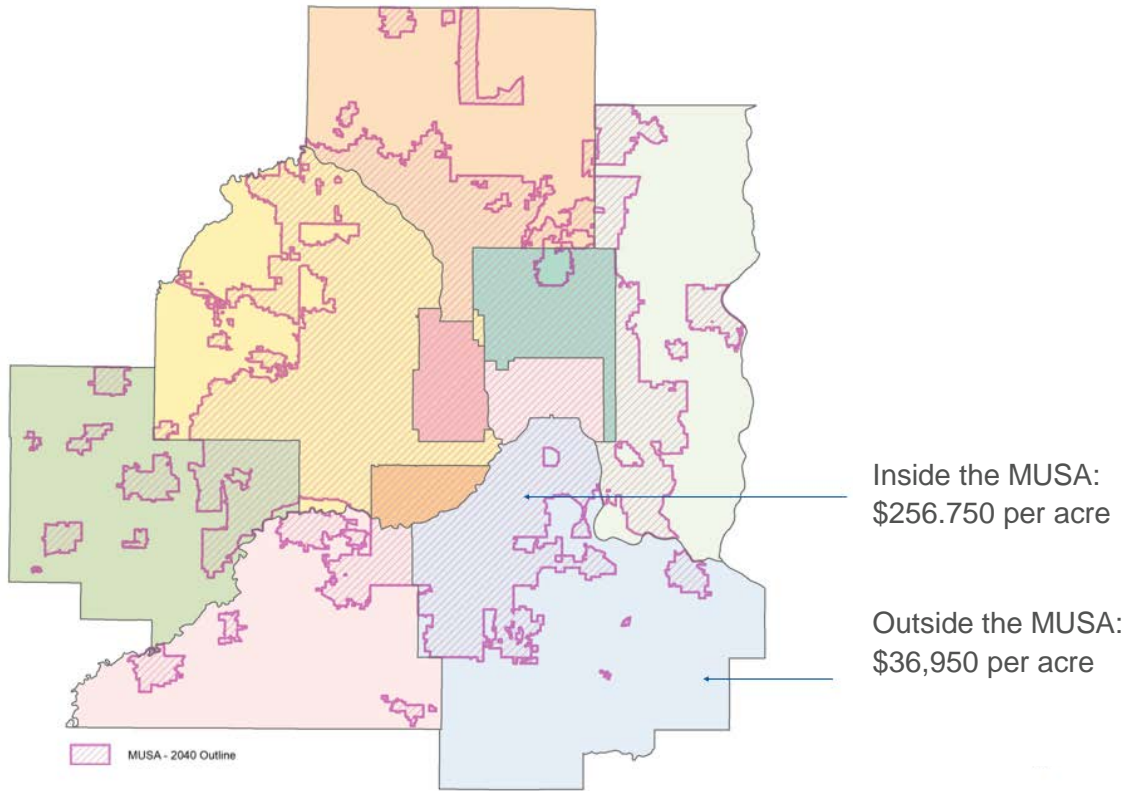 Inside the MUSA:
$256.750 per acre
Outside the MUSA:
$36,950 per acre
MUSA - 2040 Outline